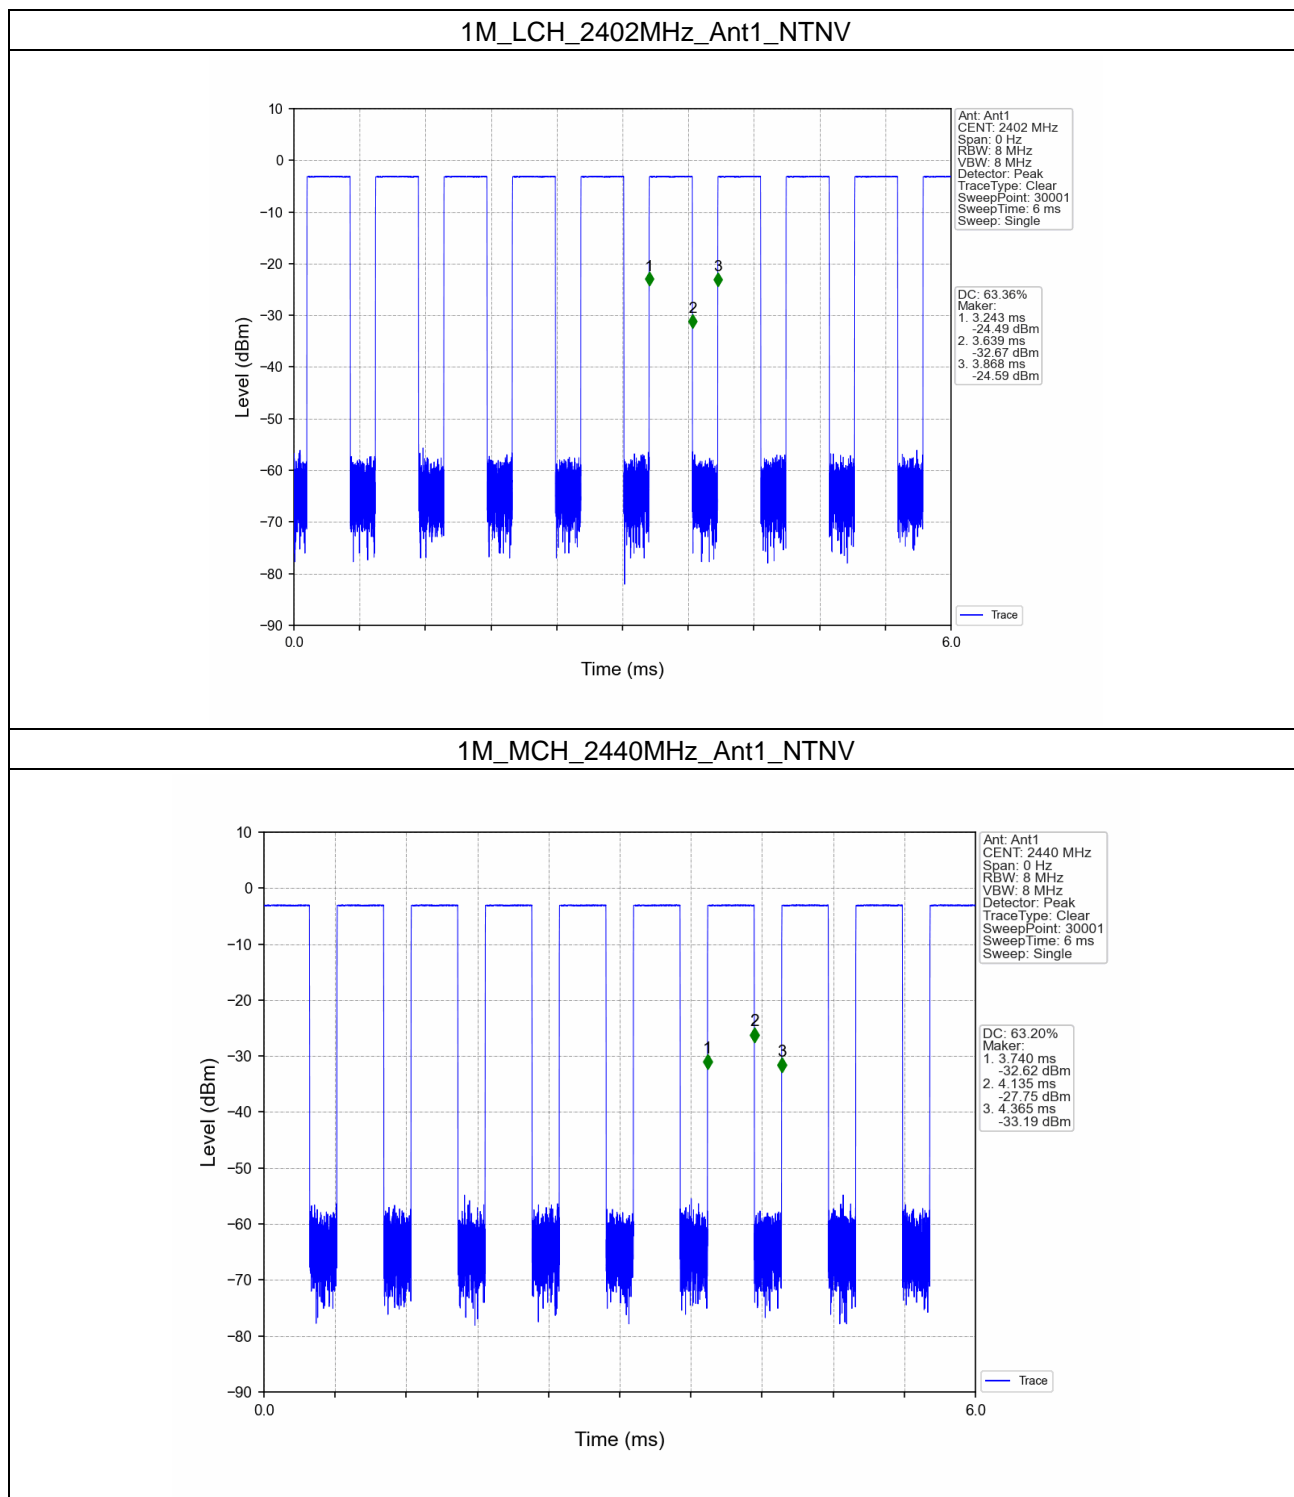 1M_LCH_2402MHz_Ant1_NTNV
10
0
−10
−20
−30
−40
−50
−60
−70
−80
−90
Level (dBm)
0.0
6.0
Time (ms)
1
2
3
Ant: Ant1
CENT: 2402 MHz
Span: 0 Hz
RBW: 8 MHz
VBW: 8 MHz
Detector: Peak
TraceType: Clear
SweepPoint: 30001
SweepTime: 6 ms
Sweep: Single
DC: 63.36%
Maker:
1. 3.243 ms
-24.49 dBm
2. 3.639 ms
-32.67 dBm
3. 3.868 ms
-24.59 dBm
Trace
1M_MCH_2440MHz_Ant1_NTNV
10
0
−10
−20
−30
−40
−50
−60
−70
−80
−90
Level (dBm)
0.0
6.0
Time (ms)
1
2
3
Ant: Ant1
CENT: 2440 MHz
Span: 0 Hz
RBW: 8 MHz
VBW: 8 MHz
Detector: Peak
TraceType: Clear
SweepPoint: 30001
SweepTime: 6 ms
Sweep: Single
DC: 63.20%
Maker:
1. 3.740 ms
-32.62 dBm
2. 4.135 ms
-27.75 dBm
3. 4.365 ms
-33.19 dBm
Trace